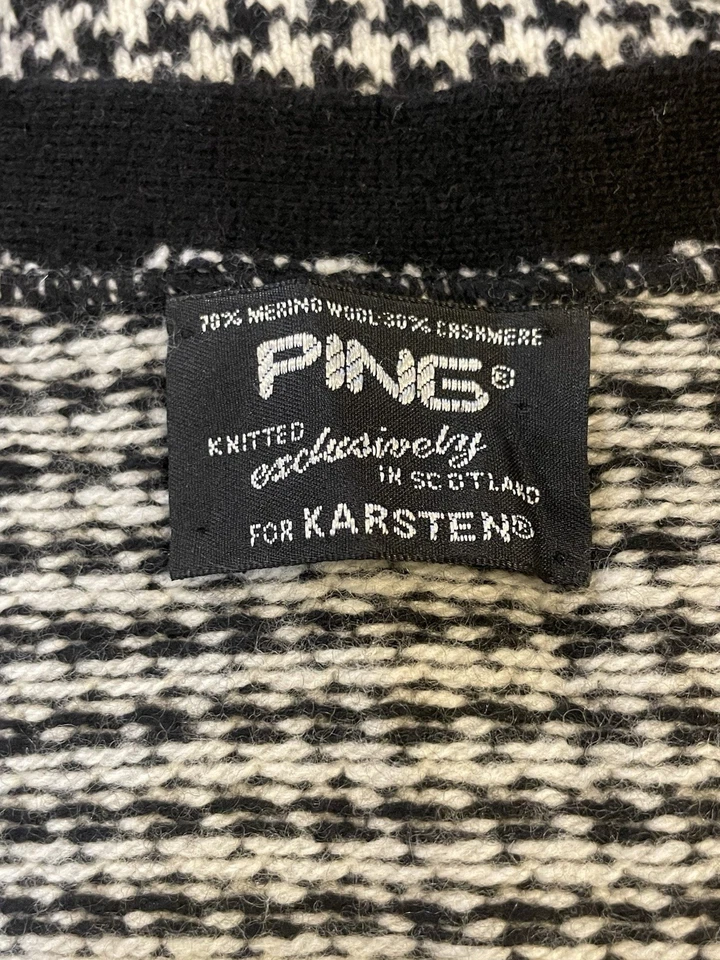 70% MERINO WOOL·30% CASHMERE
PING®
KNITTED
exclusively
IN SCOTLAND
FOR KARSTEN®